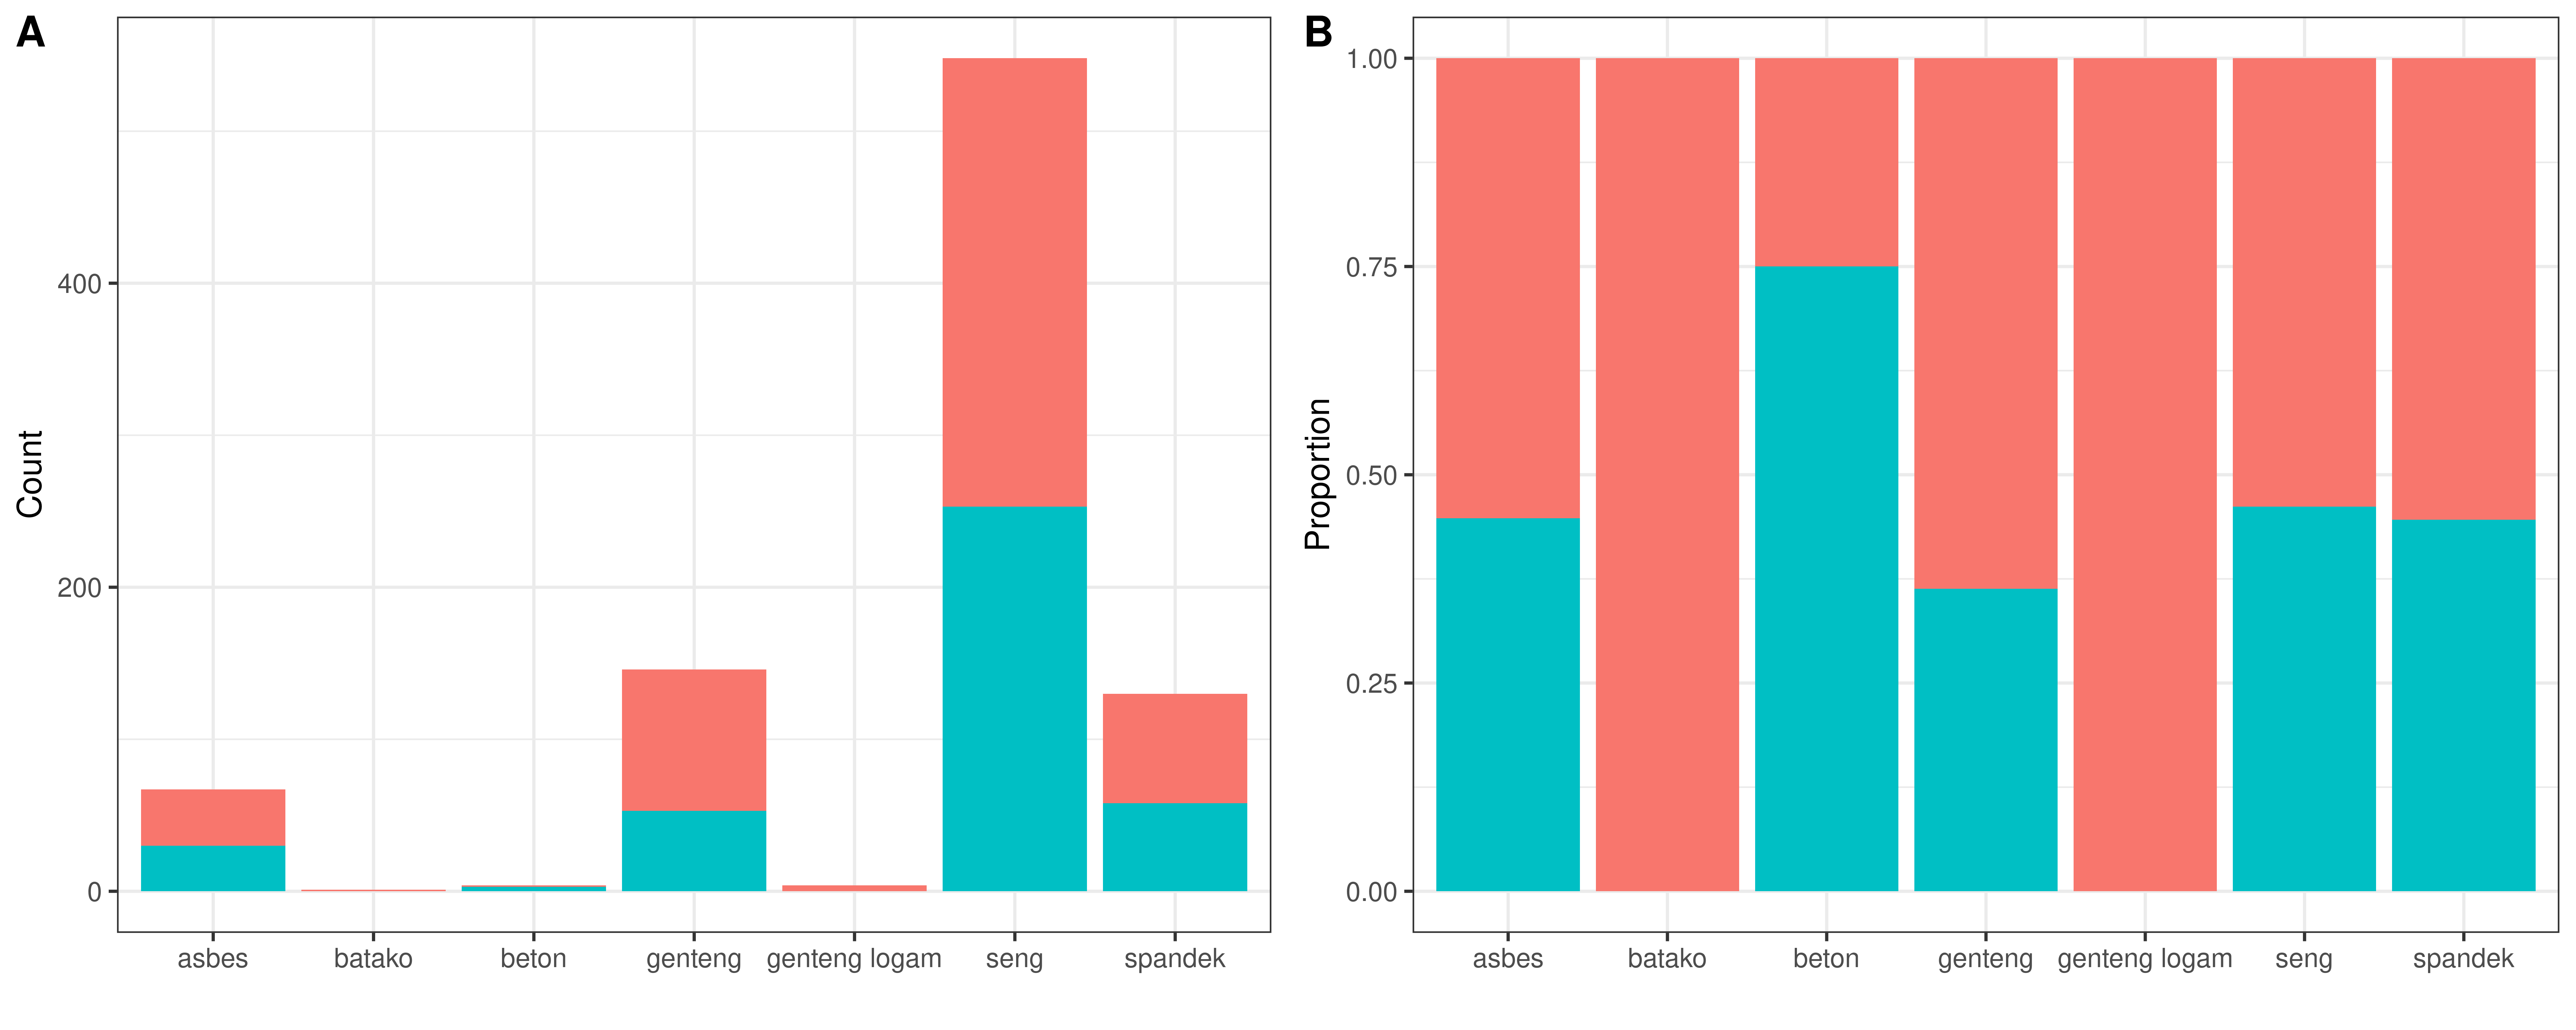 A
Count
400
200
0
asbes batako beton genteng genteng logam seng spandek
B
Proportion
1.00
0.75
0.50
0.25
0.00
asbes batako beton genteng genteng logam seng spandek